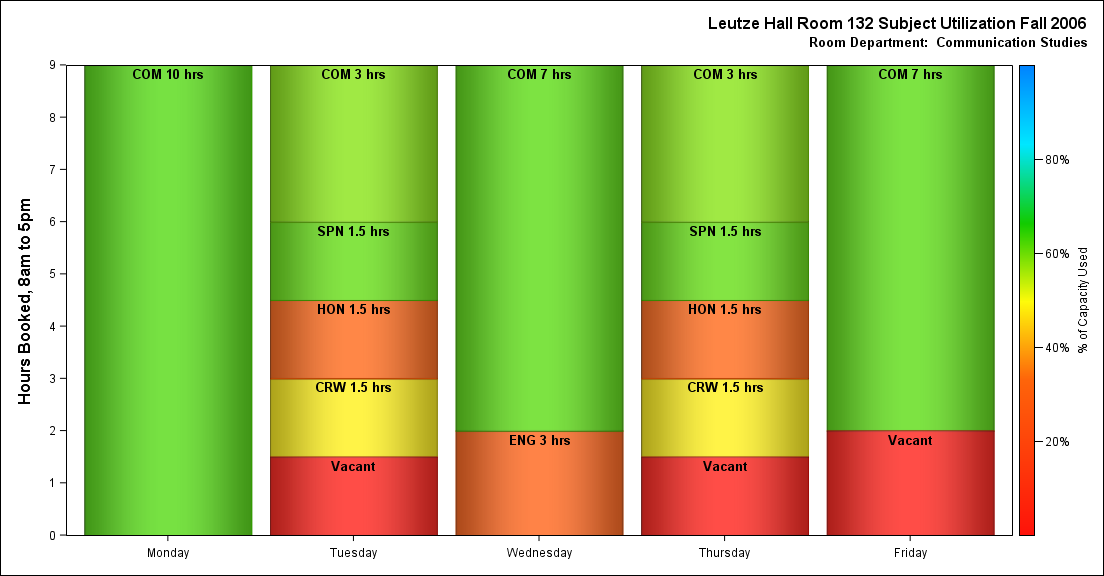 Leutze Hall Room 132 Subject Utilization Fall 2006
Room Department:  Communication Studies
Hours Booked, 8am to 5pm
9
8
7
6
5
4
3
2
1
0
COM 10 hrs
COM 3 hrs
SPN 1.5 hrs
HON 1.5 hrs
CRW 1.5 hrs
Vacant
COM 7 hrs
ENG 3 hrs
COM 3 hrs
SPN 1.5 hrs
HON 1.5 hrs
CRW 1.5 hrs
Vacant
COM 7 hrs
Vacant
Monday
Tuesday
Wednesday
Thursday
Friday
80%
60%
40%
20%
% of Capacity Used